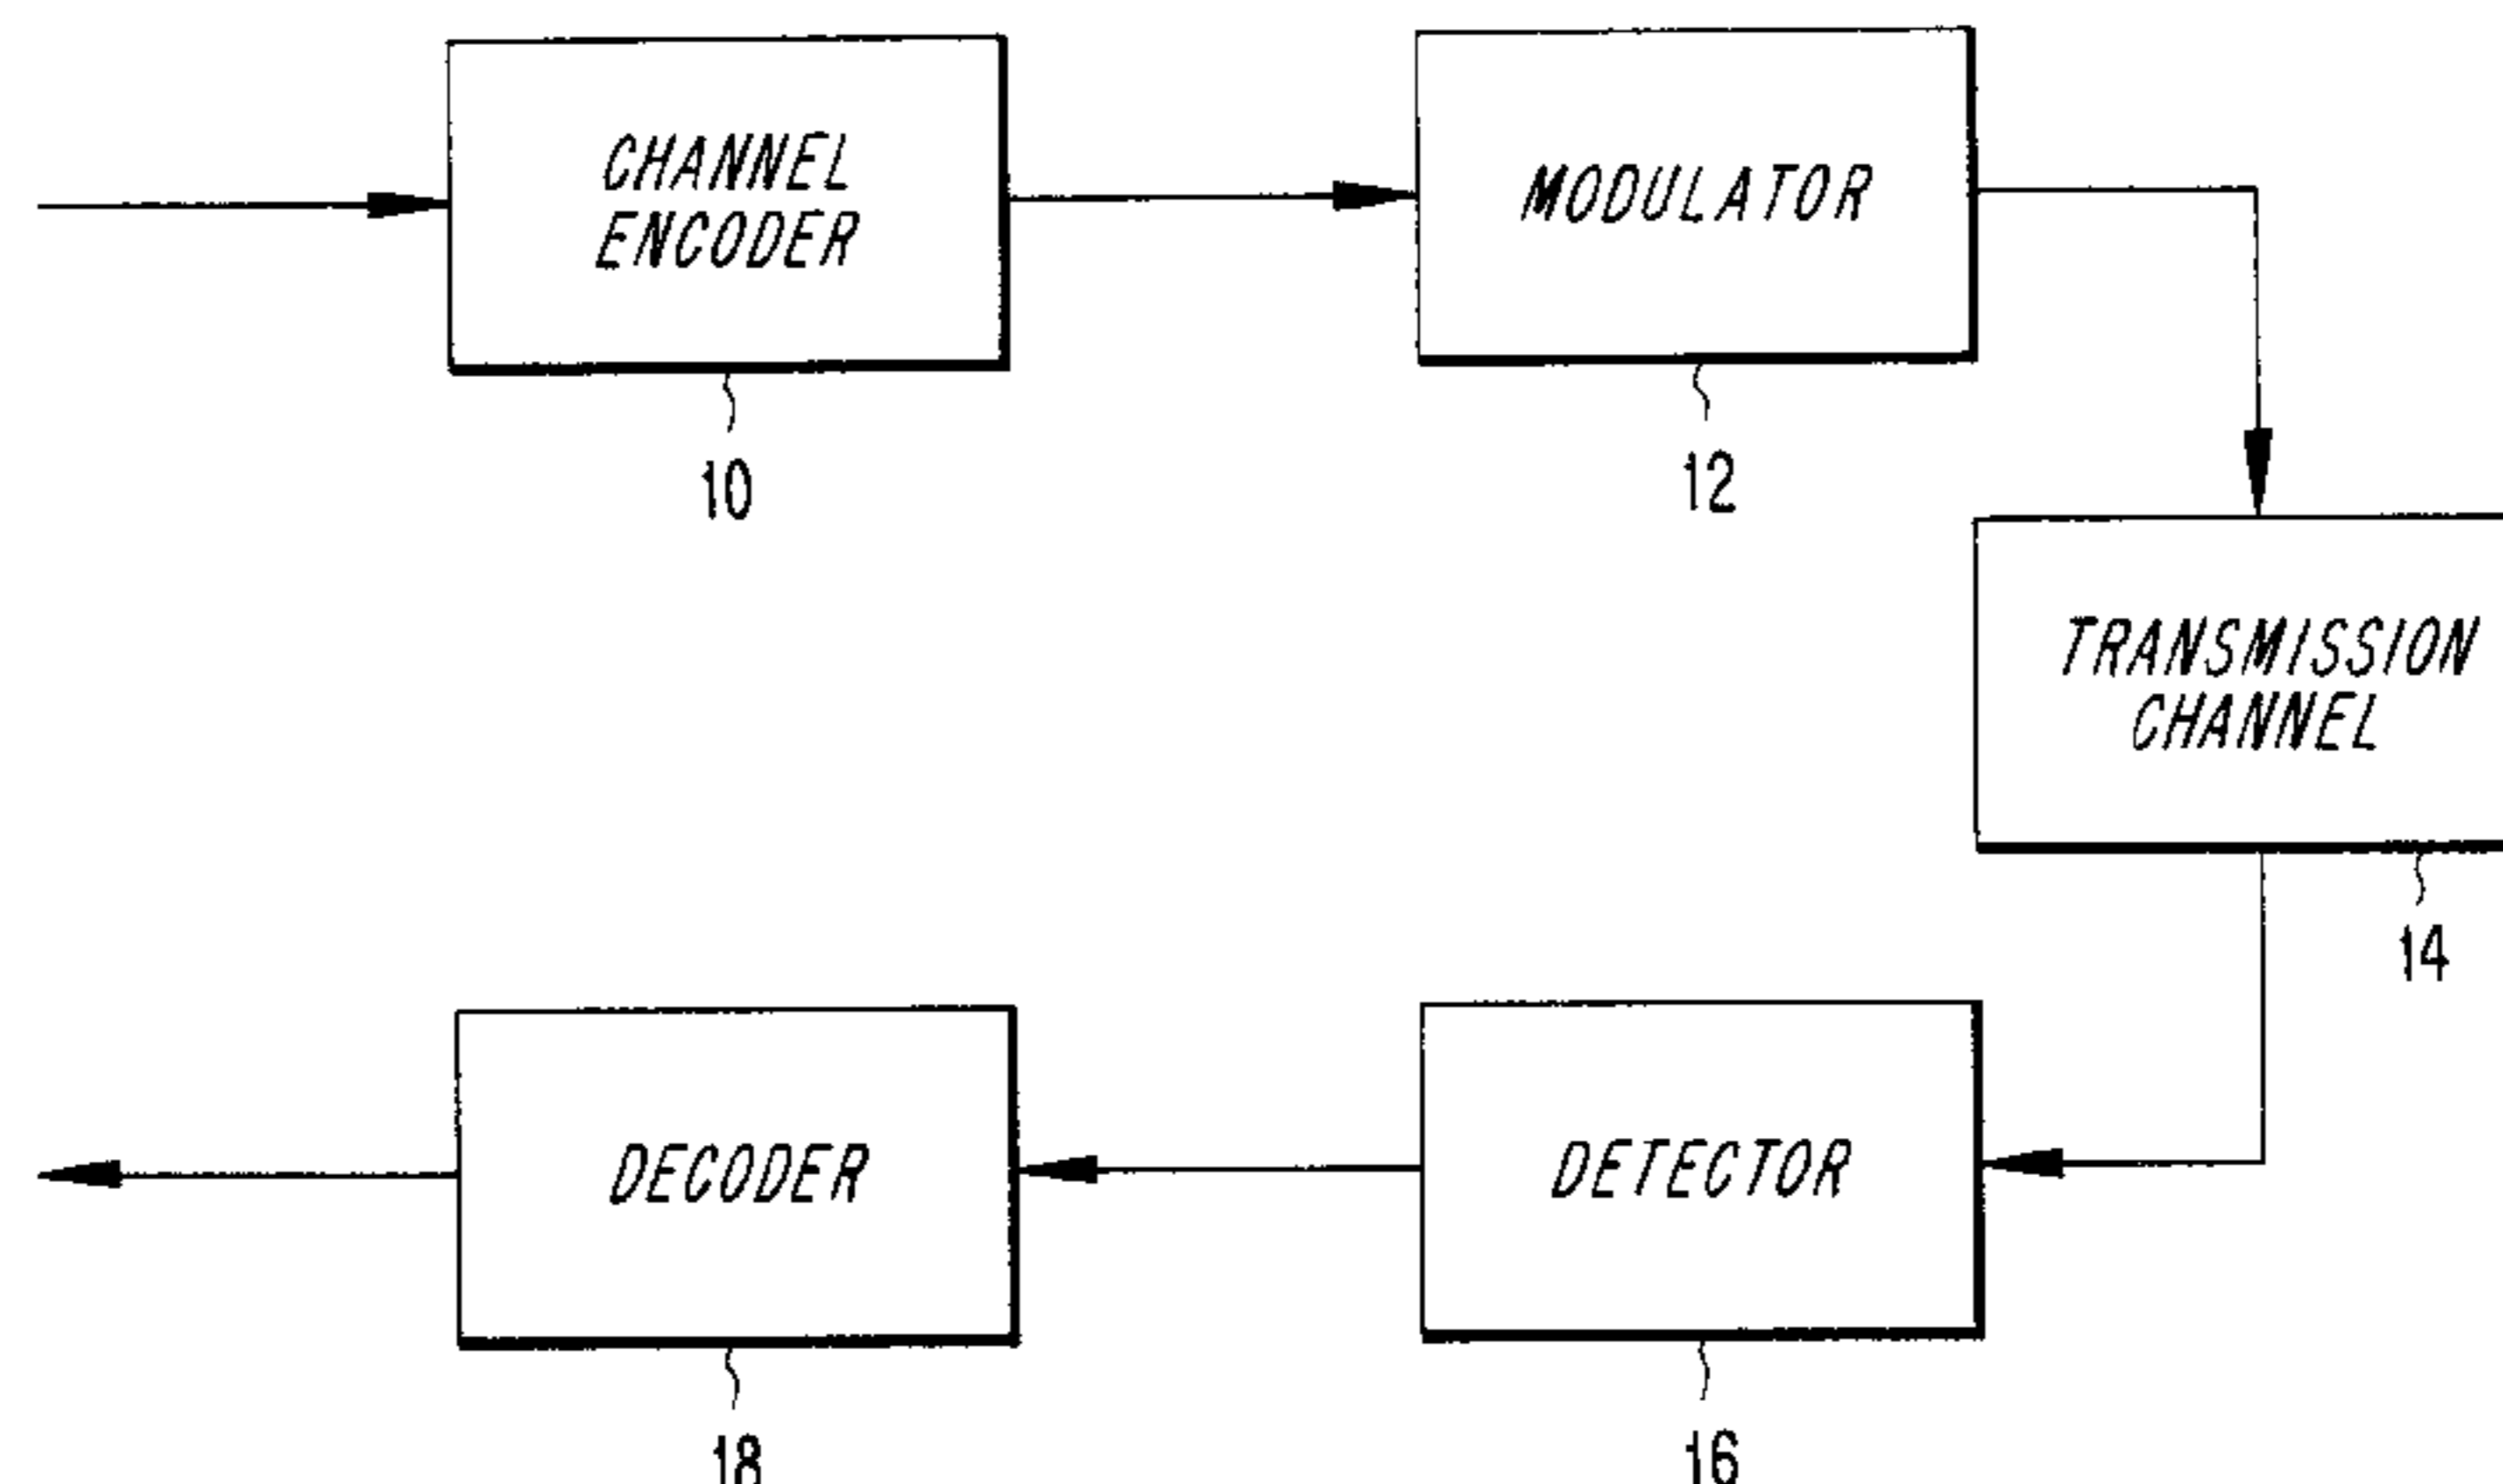 CHANNEL
ENCODER
MODULATOR
10
12
TRANSMISSION
CHANNEL
14
DECODER
DETECTOR
18
16